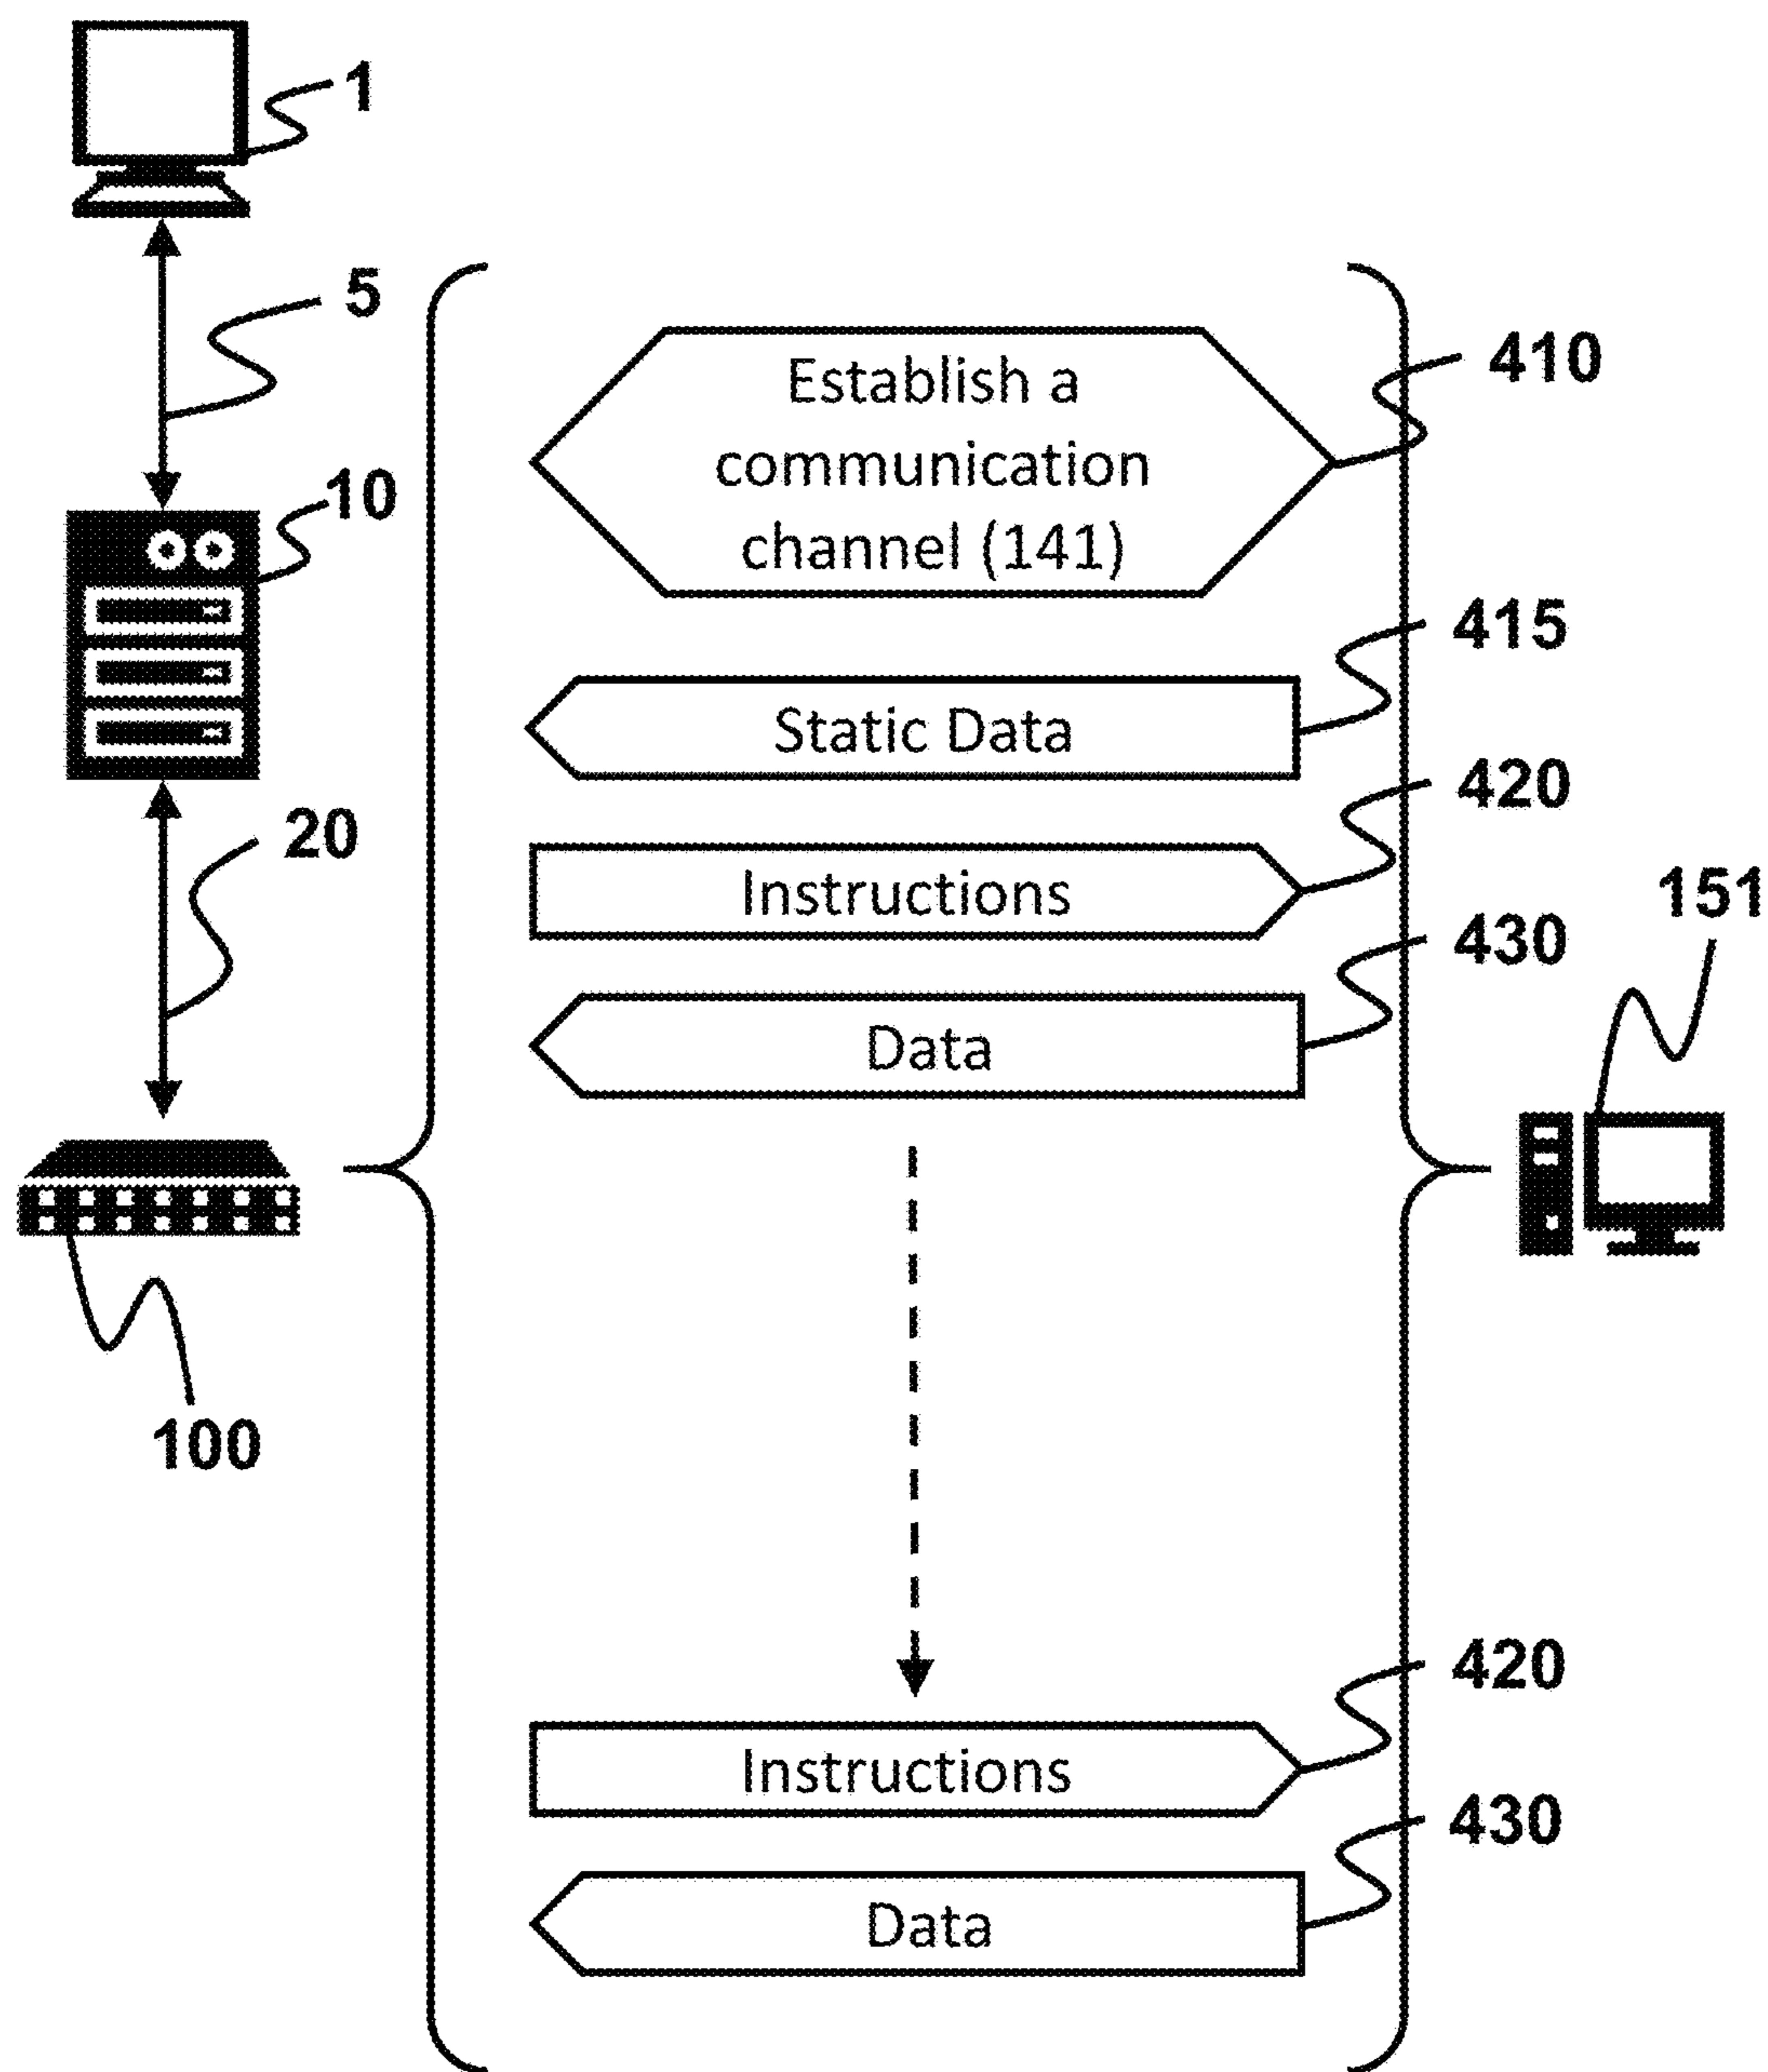 1
5
10
20
100
Establish a
communication
channel (141)
410
Static Data
415
Instructions
420
Data
430
151
Instructions
420
Data
430